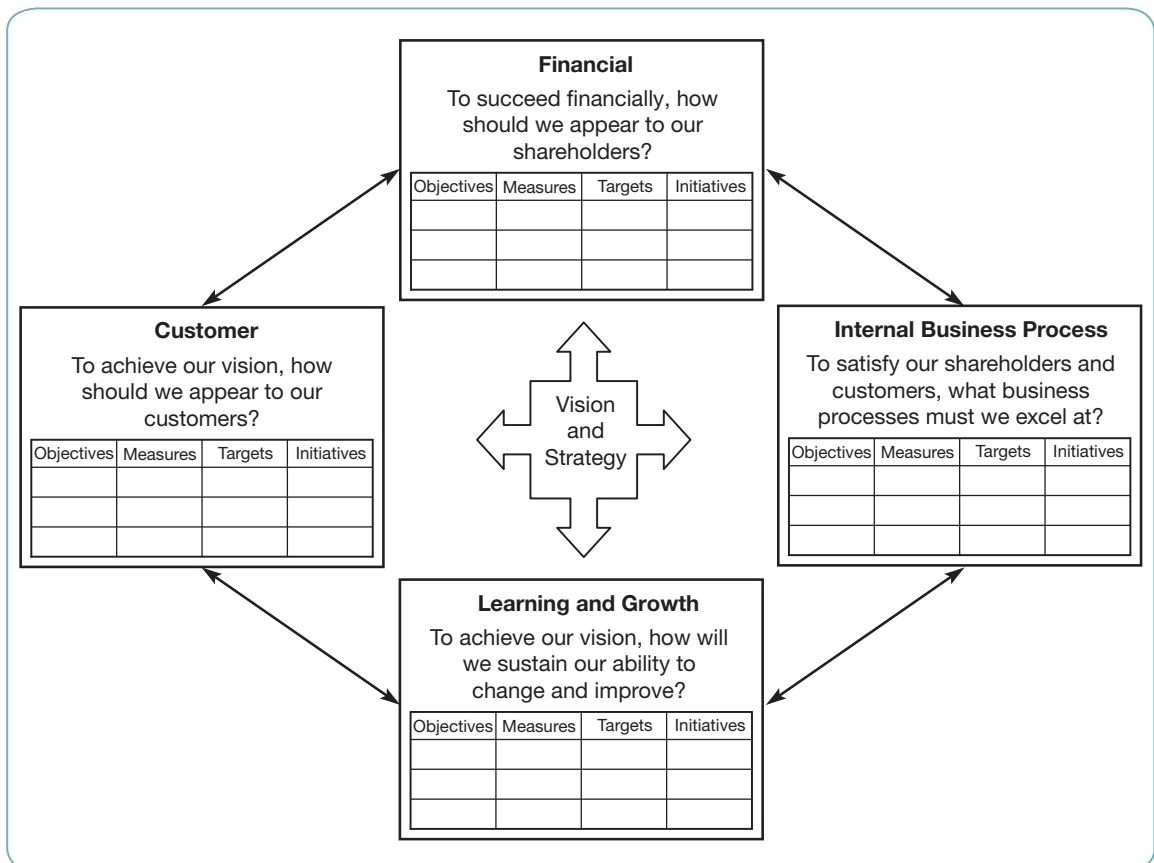 Financial
To succeed financially, how
should we appear to our
shareholders?
Objectives Measures Targets Initiatives
Customer
To achieve our vision, how
should we appear to our
customers?
Objectives Measures Targets Initiatives
Vision
and
Strategy
Internal Business Process
To satisfy our shareholders and
customers, what business
processes must we excel at?
Objectives Measures Targets Initiatives
Learning and Growth
To achieve our vision, how will
we sustain our ability to
change and improve?
Objectives Measures Targets Initiatives